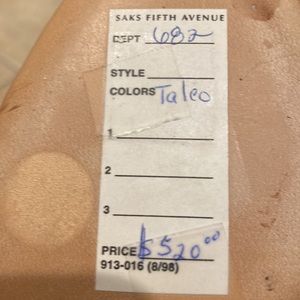 SAKS FIFTH AVENUE
DEPT 682
STYLE
COLORS Taleo
1
2
3
PRICE $520.00
913-016 (8/98)